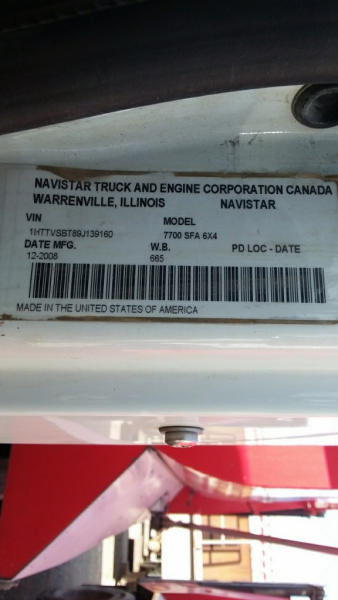 NAVISTAR TRUCK AND ENGINE CORPORATION CANADA
WARRENVILLE, ILLINOIS NAVISTAR
VIN MODEL
1HTTVSBT89J139160 7700 SFA 6X4
DATE MFG. W.B. PD LOC - DATE
12-2008 665
MADE IN THE UNITED STATES OF AMERICA